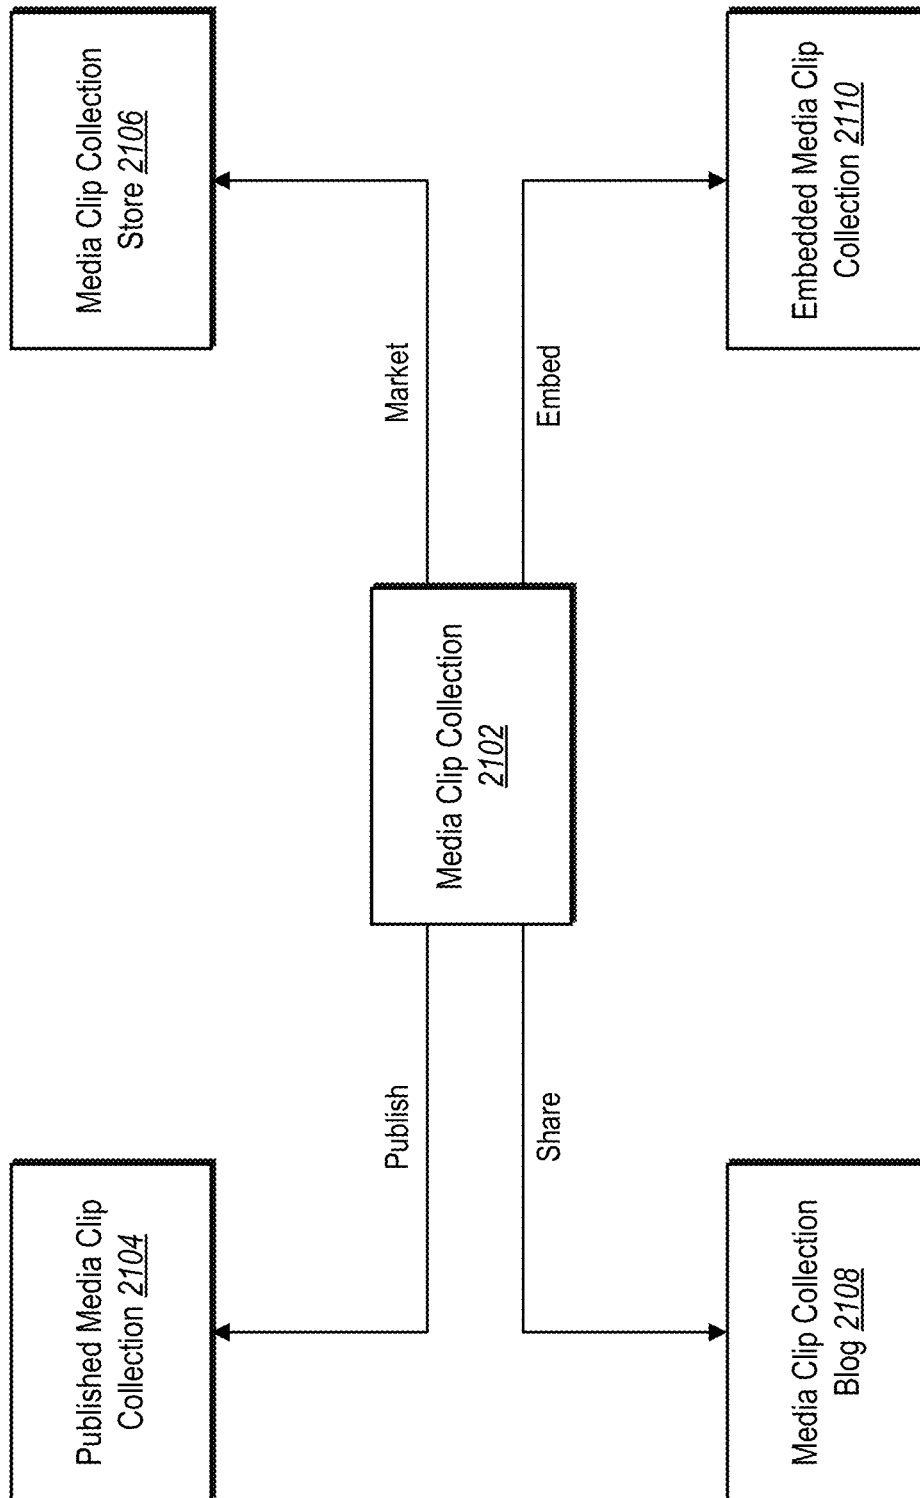 Published Media Clip
Collection 2104
Media Clip Collection
Store 2106
Publish
Market
Media Clip Collection
2102
Share
Embed
Media Clip Collection
Blog 2108
Embedded Media Clip
Collection 2110